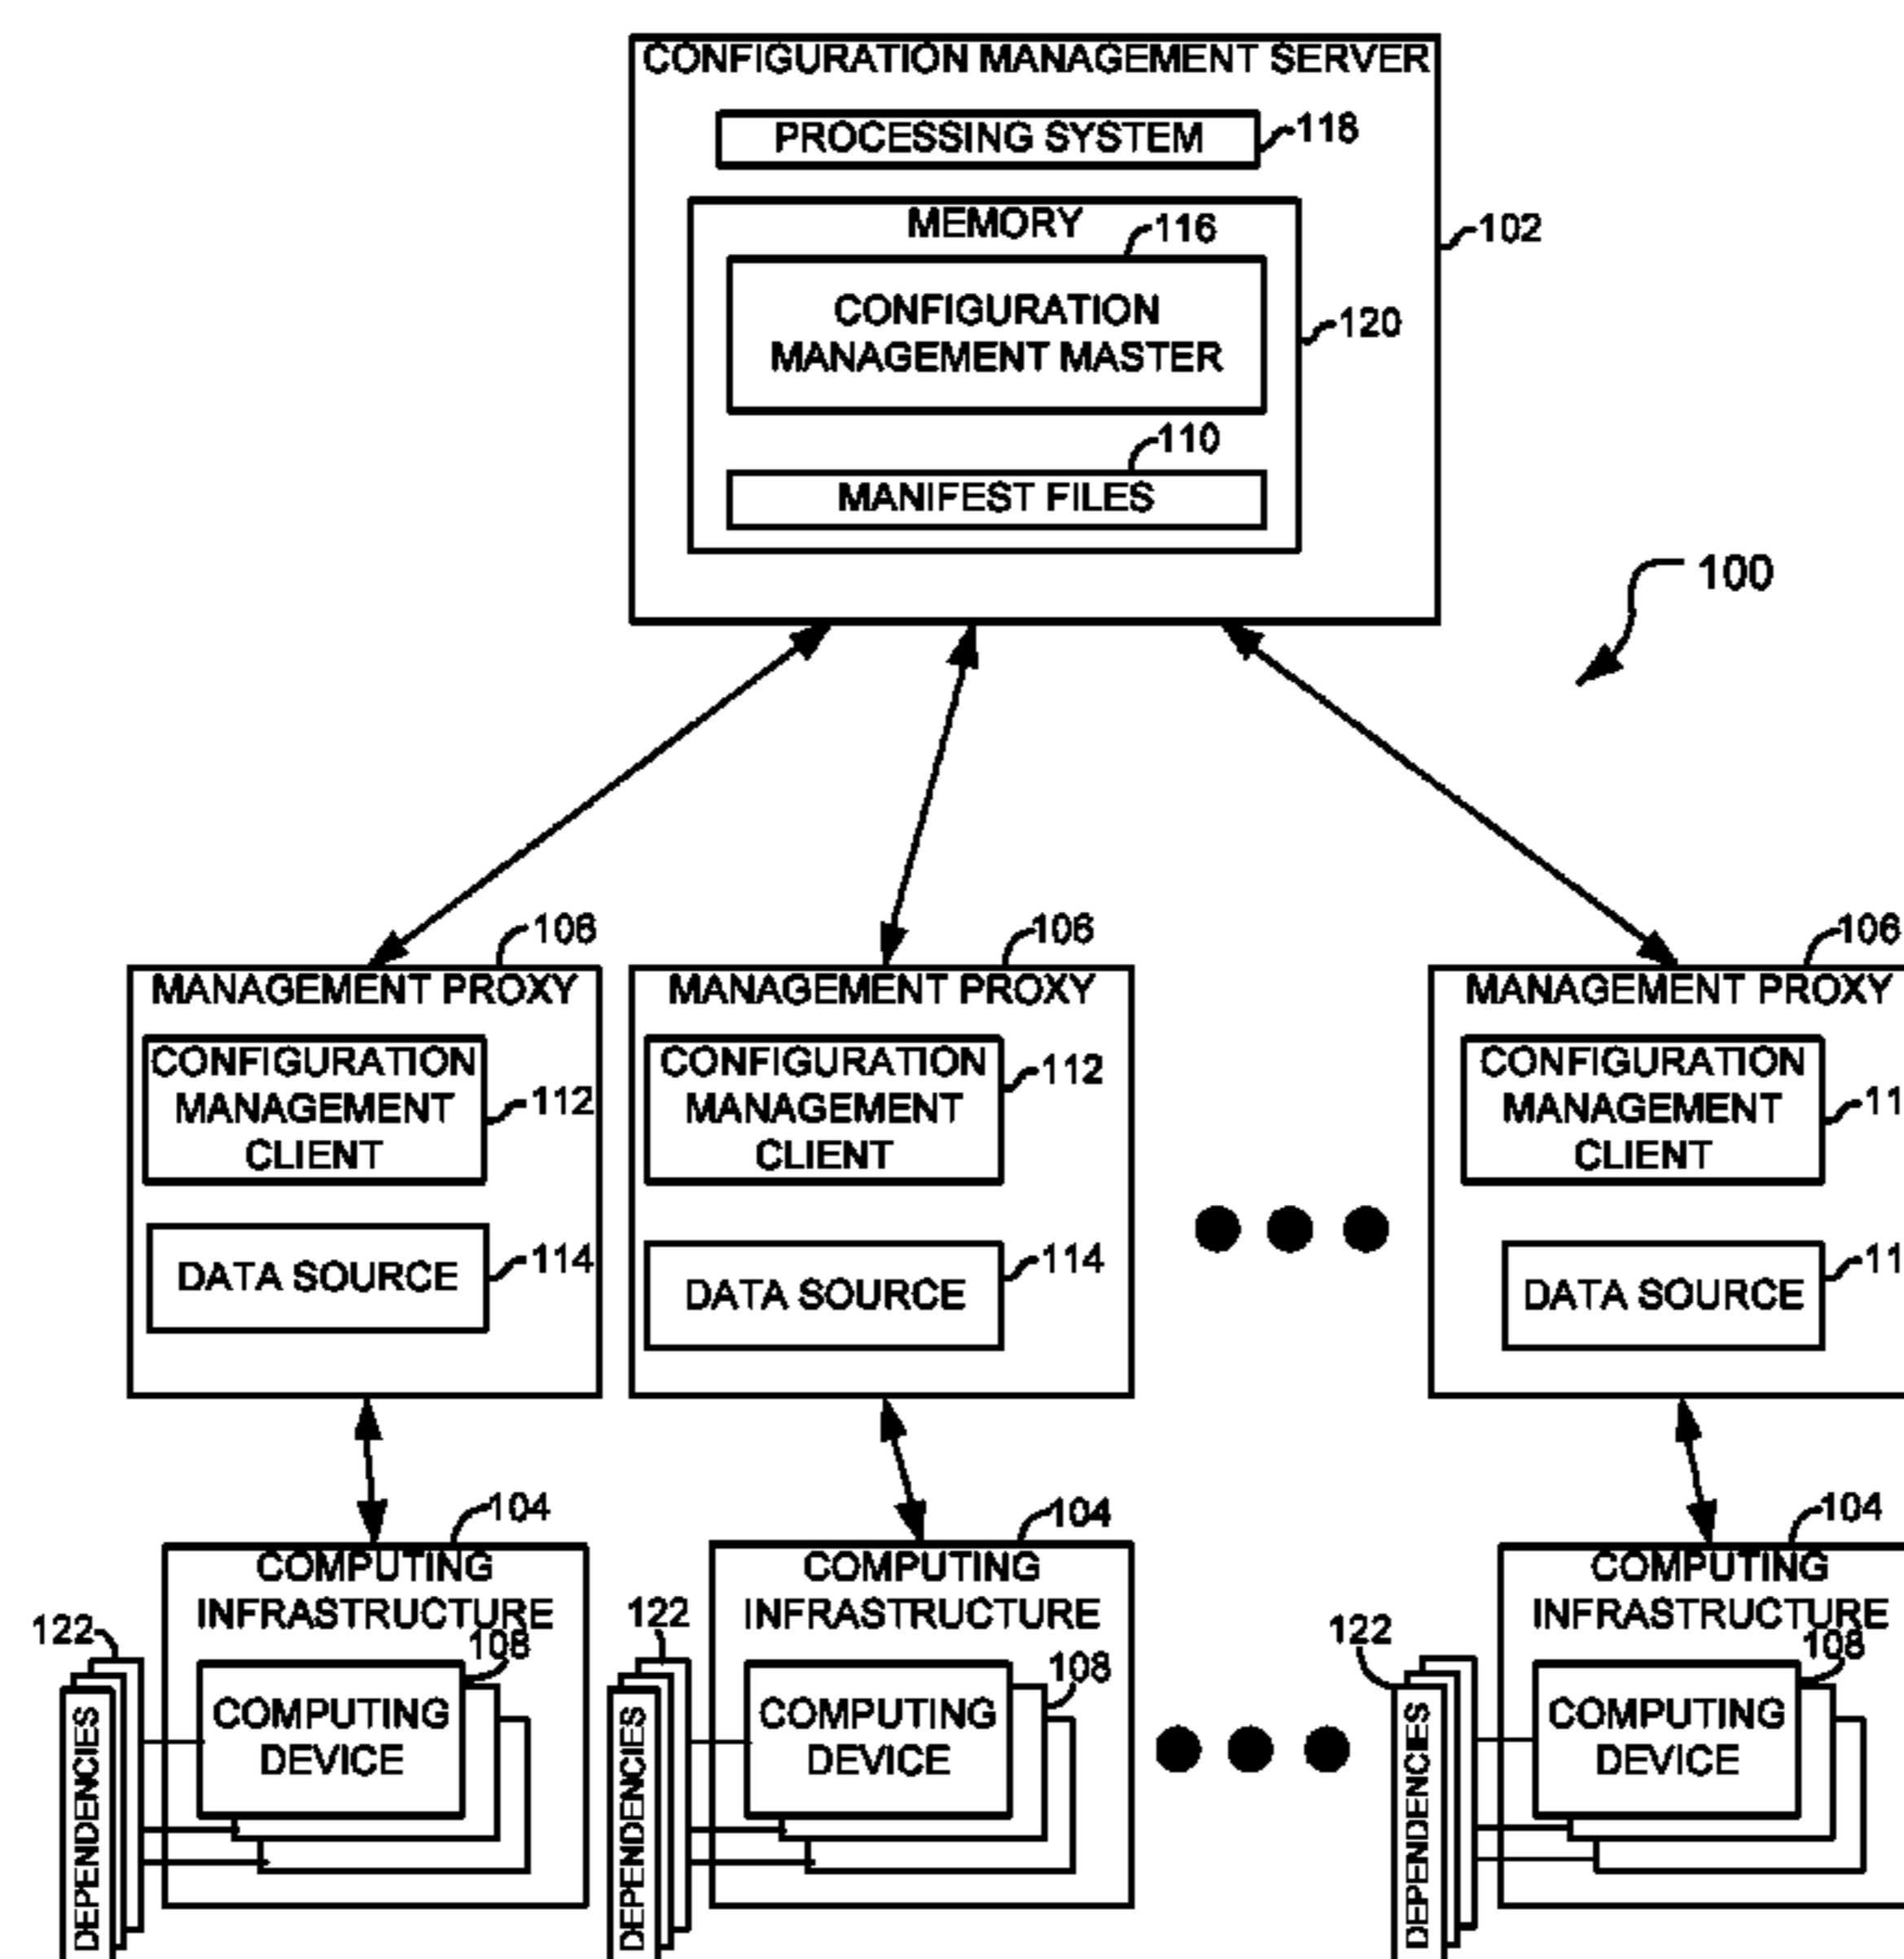 CONFIGURATION MANAGEMENT SERVER
PROCESSING SYSTEM
118
MEMORY
116
102
CONFIGURATION
MANAGEMENT MASTER
120
110
MANIFEST FILES
100
106
MANAGEMENT PROXY
CONFIGURATION
MANAGEMENT
CLIENT
112
DATA SOURCE
114
106
MANAGEMENT PROXY
CONFIGURATION
MANAGEMENT
CLIENT
112
DATA SOURCE
114
106
MANAGEMENT PROXY
CONFIGURATION
MANAGEMENT
CLIENT
11
DATA SOURCE
11
104
COMPUTING
INFRASTRUCTURE
122
108
COMPUTING
DEVICE
DEPENDENCIES
104
COMPUTING
INFRASTRUCTURE
122
108
COMPUTING
DEVICE
DEPENDENCIES
104
COMPUTING
INFRASTRUCTURE
122
108
COMPUTING
DEVICE
DEPENDENCIES